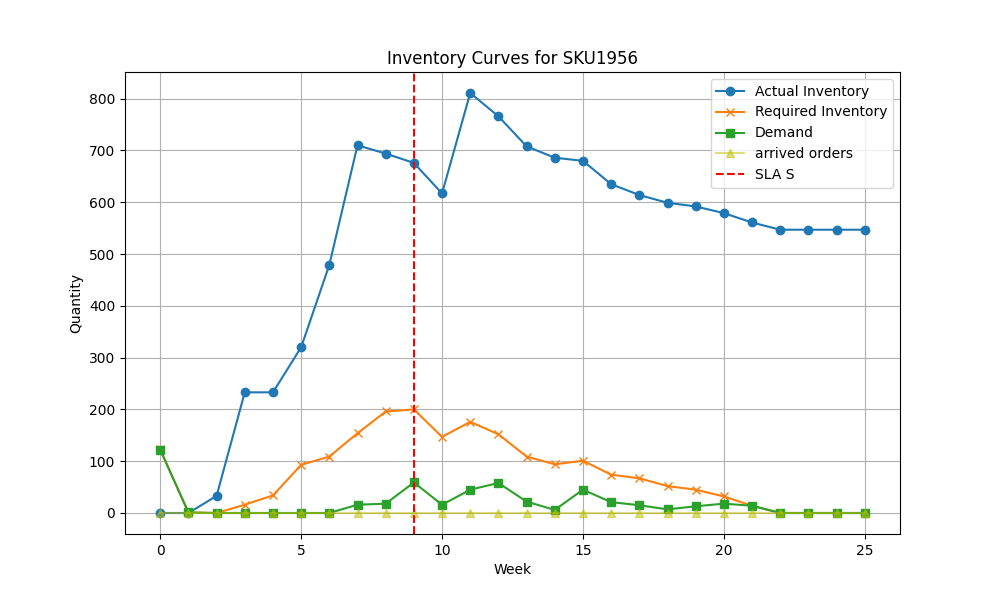 Inventory Curves for SKU1956
Actual Inventory
Required Inventory
Demand
arrived orders
SLA S
Quantity
800
700
600
500
400
300
200
100
0
0 5 10 15 20 25
Week